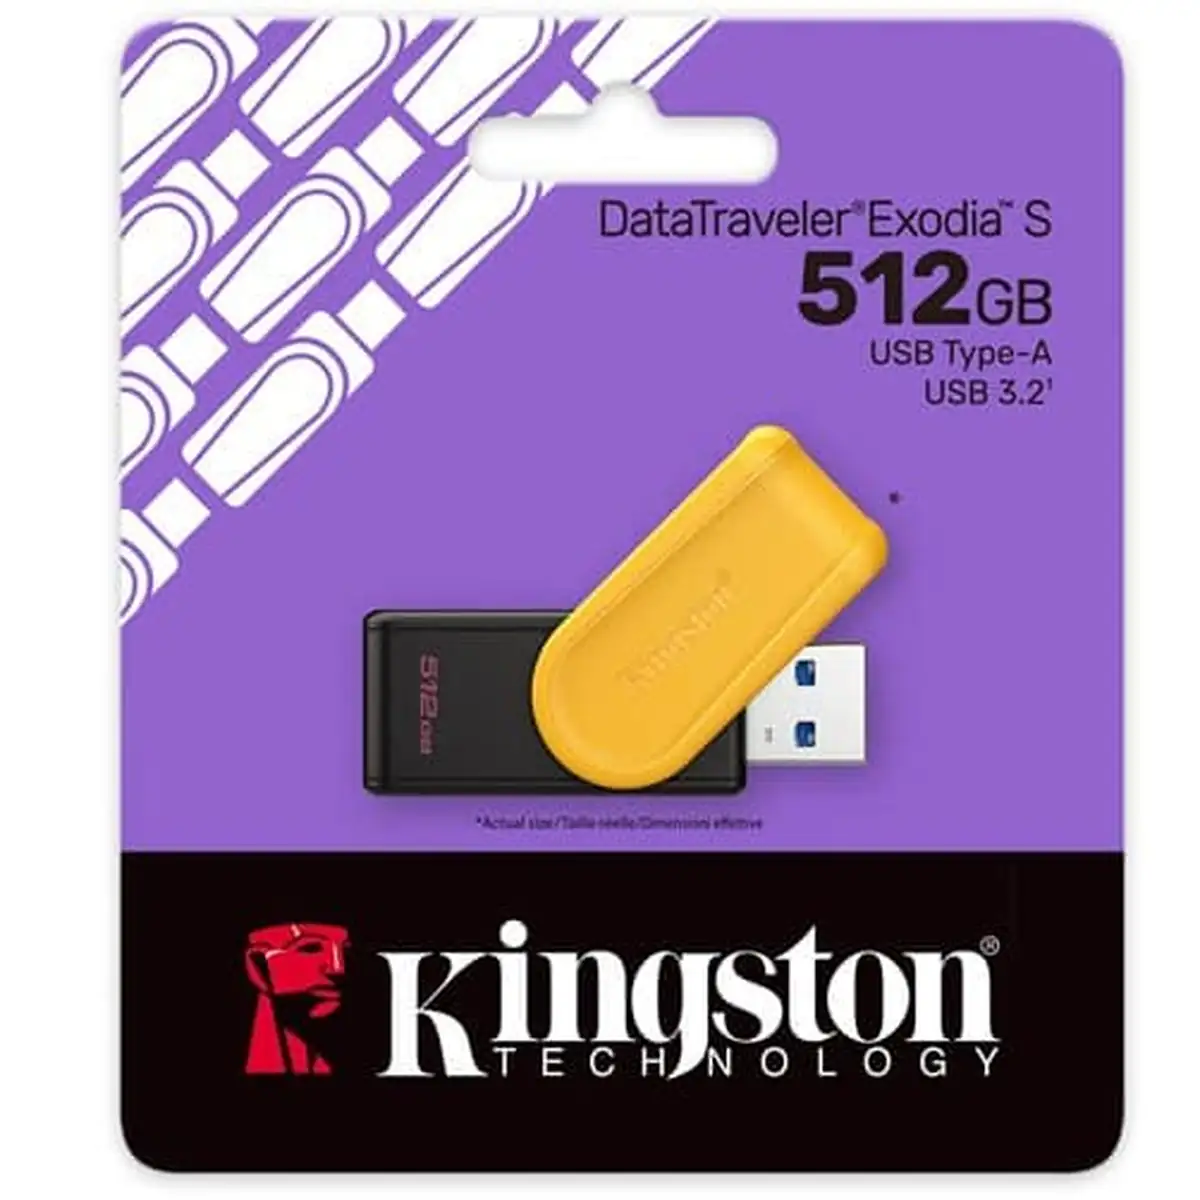 DataTraveler® Exodia™ S
512GB
USB Type-A
USB 3.2¹
*
Kingston®
512GB
*Actual size/Taille réelle/Dimensioni effettive
Kingston®
TECHNOLOGY